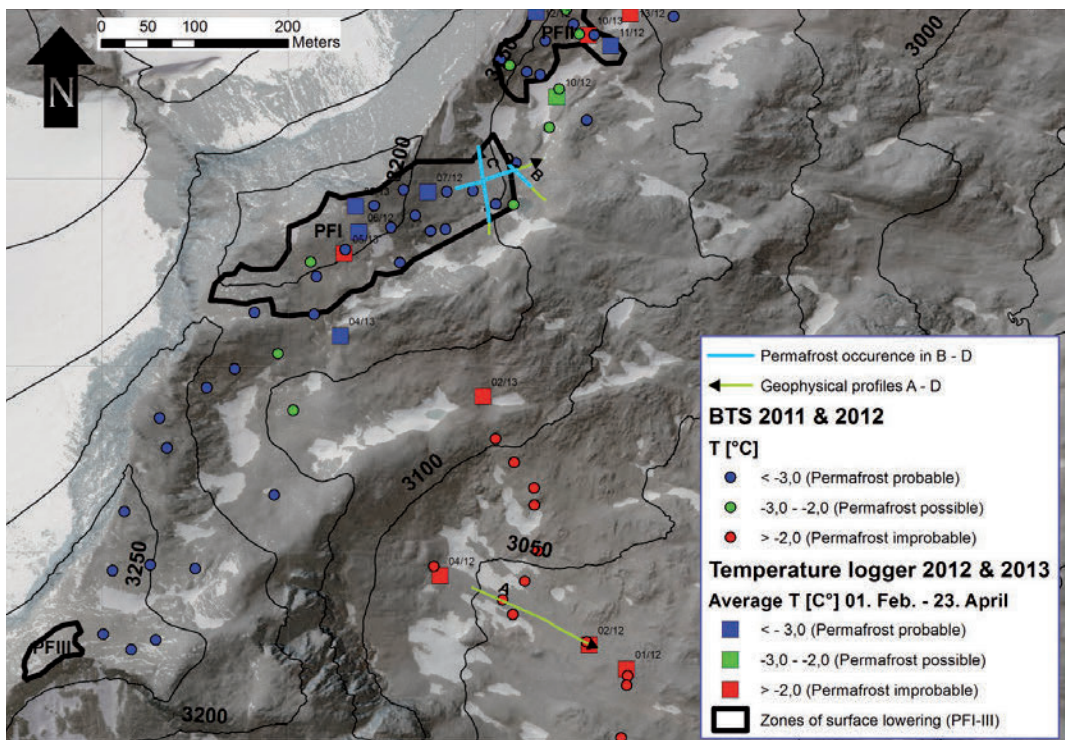 0 50 100 200
Meters
N
12/12
10/13
13/12
PFII
11/12
3000
10/12
3200
C
B
07/12
06/12
PFI
05/13
04/13
02/13
3100
3050
04/12
A
02/12
01/12
3250
PFIII
3200
Permafrost occurence in B - D
Geophysical profiles A - D
BTS 2011 & 2012
T [°C]
< -3,0 (Permafrost probable)
-3,0 - -2,0 (Permafrost possible)
> -2,0 (Permafrost improbable)
Temperature logger 2012 & 2013
Average T [C°] 01. Feb. - 23. April
< - 3,0 (Permafrost probable)
-3,0 - -2,0 (Permafrost possible)
> -2,0 (Permafrost improbable)
Zones of surface lowering (PFI-III)